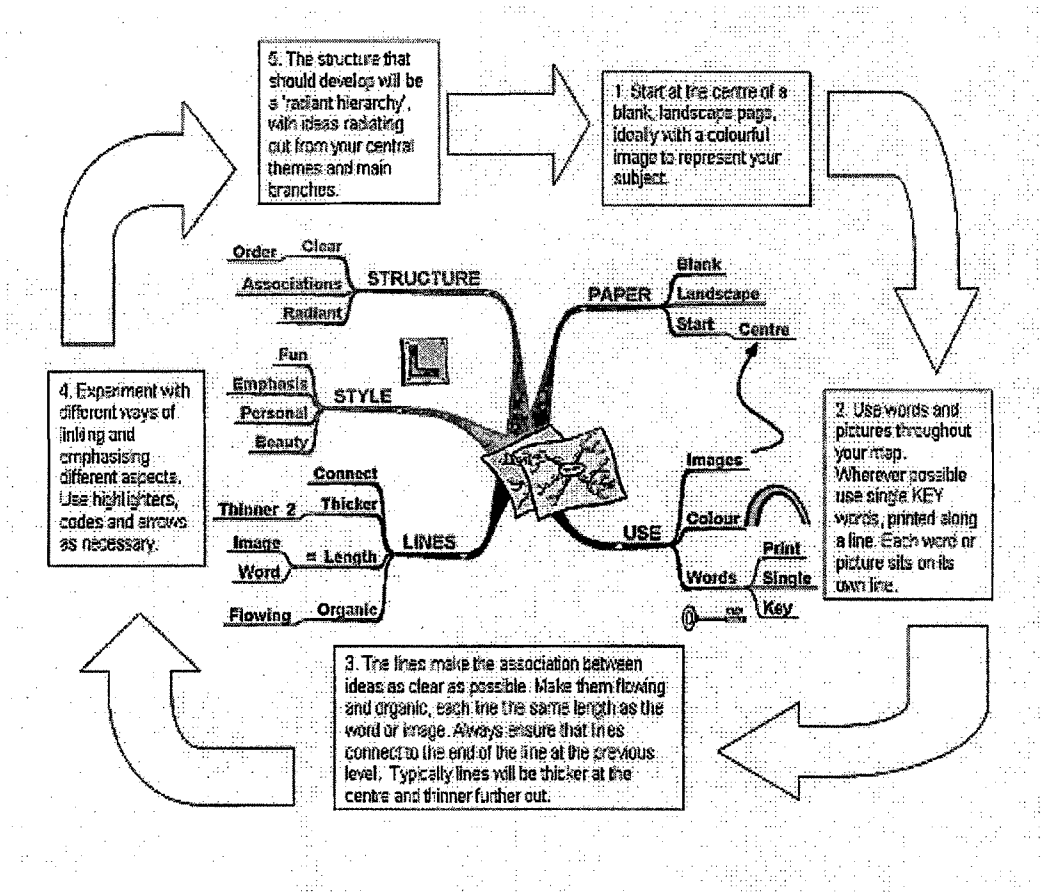 5. The structure that
should develop will be
a 'radiant hierarchy',
with ideas radiating
out from your central
themes and main
branches.
1. Start at the centre of a
blank, landscape page,
ideally with a colourful
image to represent your
subject.
Order Clear
Associations
Radiant
STRUCTURE
PAPER
Blank
Landscape
Start Centre
Fun
Emphasis
Personal
Beauty
STYLE
4. Experiment with
different ways of
linking and
emphasising
different aspects.
Use highlighters,
codes and arrows
as necessary.
2. Use words and
pictures throughout
your map.
Wherever possible
use single KEY
words, printed along
a line. Each word or
picture sits on its
own line.
Connect
Thinner 2 Thicker
Image
Word
= Length
Flowing Organic
LINES
USE
Images
Colour
Words
Print
Single
Key
3. The lines make the association between
ideas as clear as possible. Make them flowing
and organic, each line the same length as the
word or image. Always ensure that lines
connect to the end of the line at the previous
level. Typically lines will be thicker at the
centre and thinner further out.